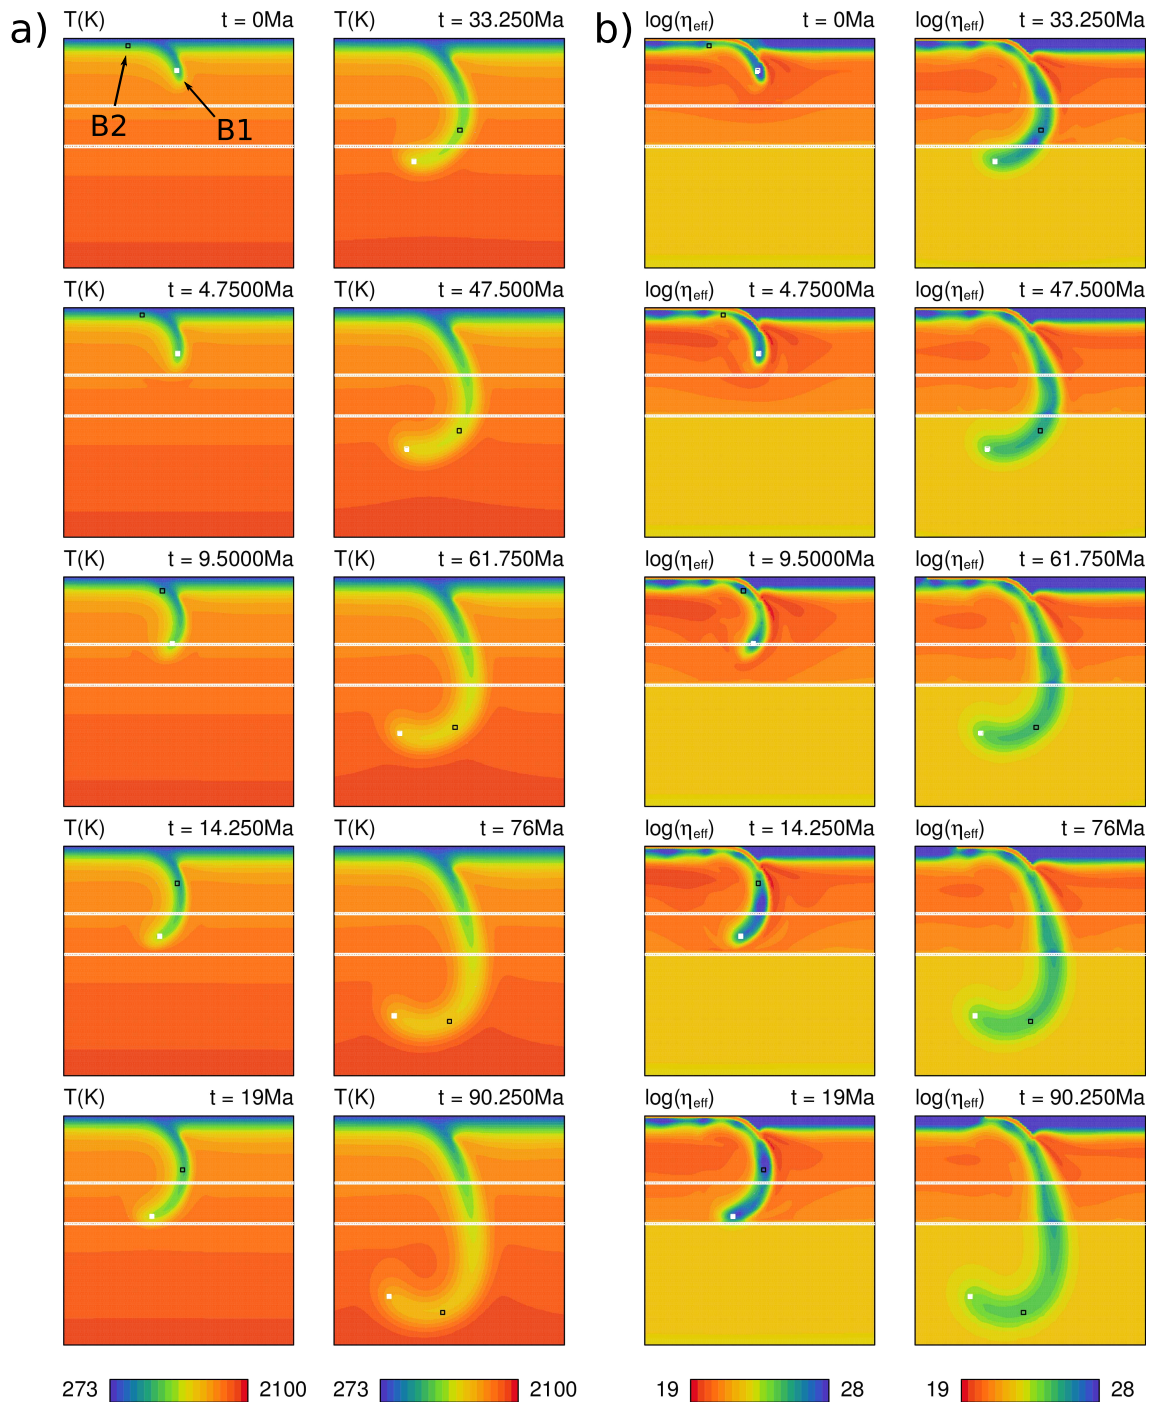 a) b)
T(K) t = 0Ma T(K) t = 33.250Ma log(ηeff) t = 0Ma log(ηeff) t = 33.250Ma
B2 B1
T(K) t = 4.7500Ma T(K) t = 47.500Ma log(ηeff) t = 4.7500Ma log(ηeff) t = 47.500Ma
T(K) t = 9.5000Ma T(K) t = 61.750Ma log(ηeff) t = 9.5000Ma log(ηeff) t = 61.750Ma
T(K) t = 14.250Ma T(K) t = 76Ma log(ηeff) t = 14.250Ma log(ηeff) t = 76Ma
T(K) t = 19Ma T(K) t = 90.250Ma log(ηeff) t = 19Ma log(ηeff) t = 90.250Ma
273 2100 273 2100 19 28 19 28